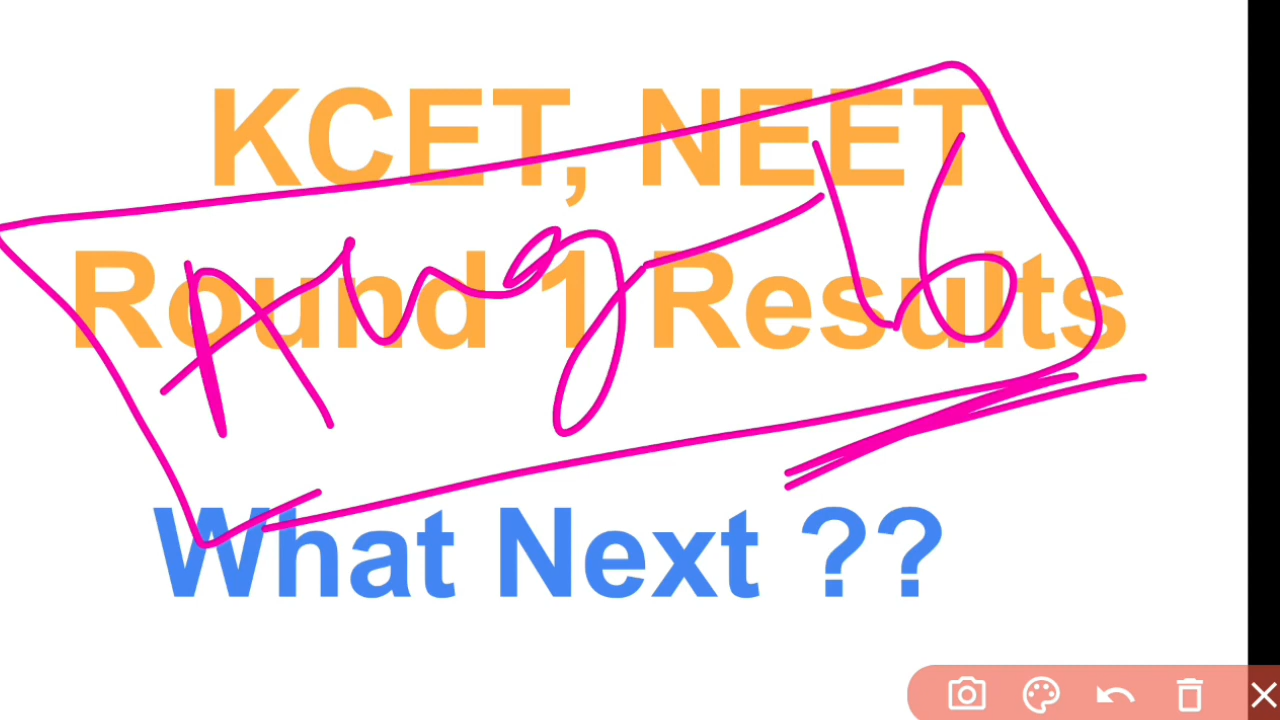 KCET, NEET
Round 1 Results
Aug 16
What Next ??